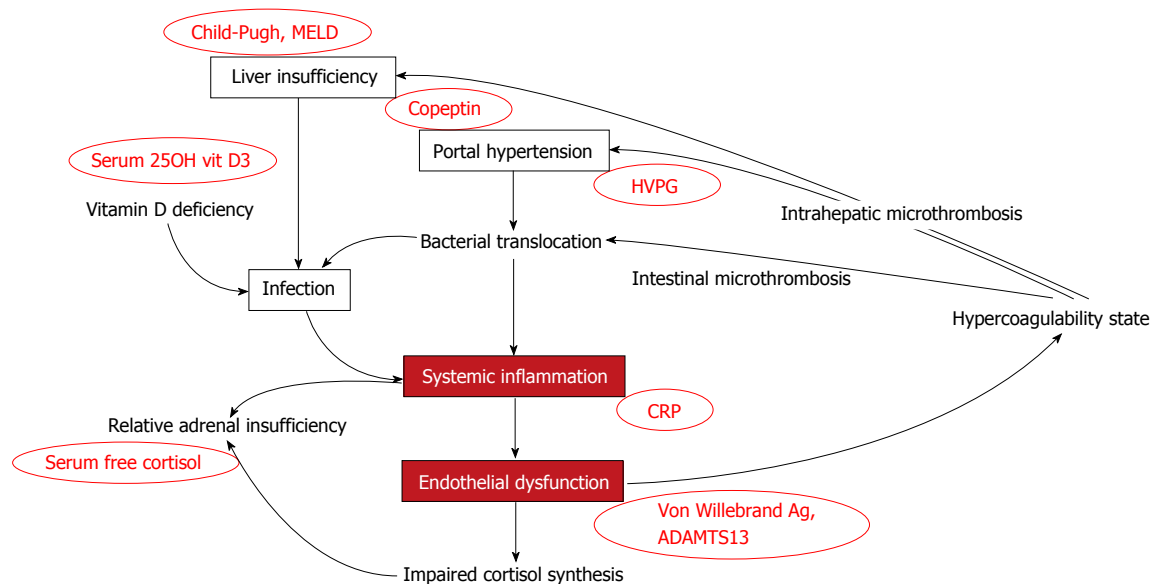 Child-Pugh, MELD
Liver insufficiency
Copeptin
Portal hypertension
Serum 25OH vit D3
HVPG
Vitamin D deficiency
Intrahepatic microthrombosis
Bacterial translocation
Intestinal microthrombosis
Infection
Hypercoagulability state
Systemic inflammation
CRP
Relative adrenal insufficiency
Serum free cortisol
Endothelial dysfunction
Von Willebrand Ag,
ADAMTS13
Impaired cortisol synthesis